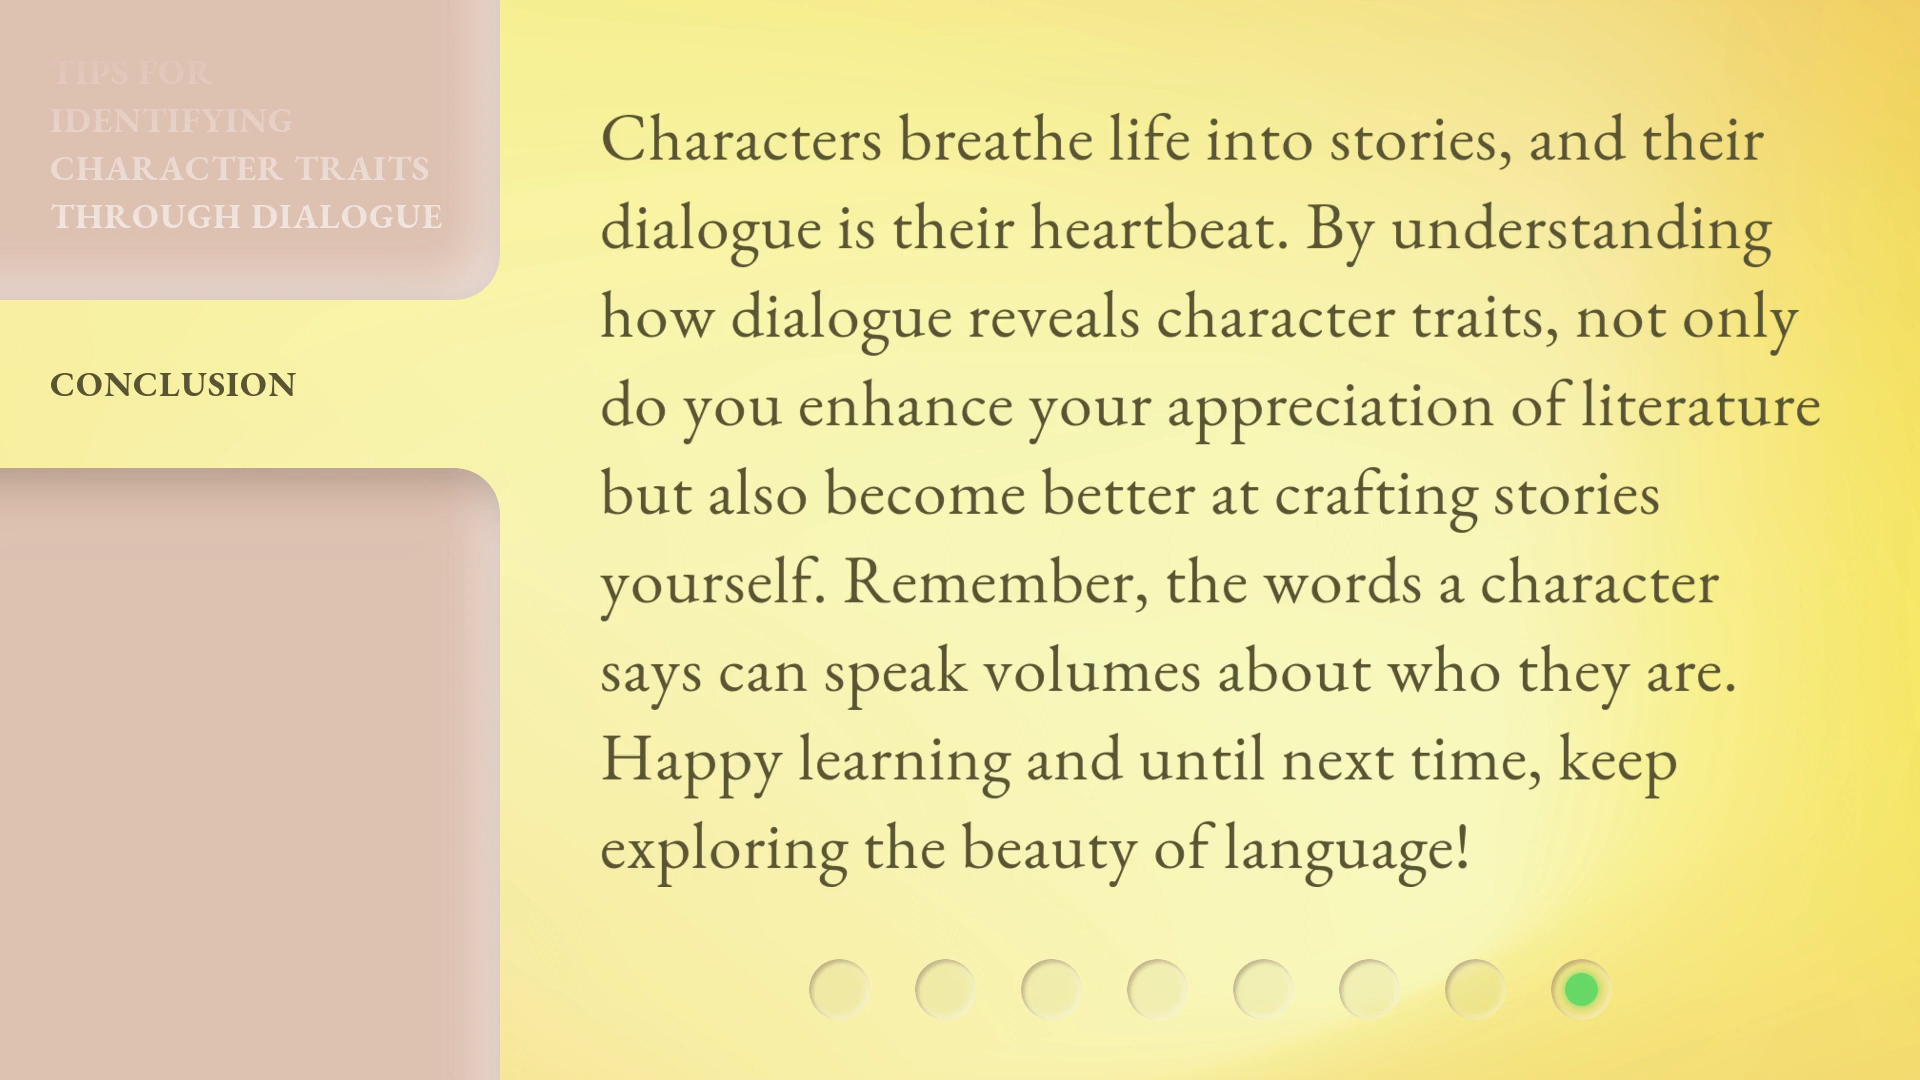 TIPS FOR
IDENTIFYING
CHARACTER TRAITS
THROUGH DIALOGUE
CONCLUSION
Characters breathe life into stories, and their
dialogue is their heartbeat. By understanding
how dialogue reveals character traits, not only
do you enhance your appreciation of literature
but also become better at crafting stories
yourself. Remember, the words a character
says can speak volumes about who they are.
Happy learning and until next time, keep
exploring the beauty of language!